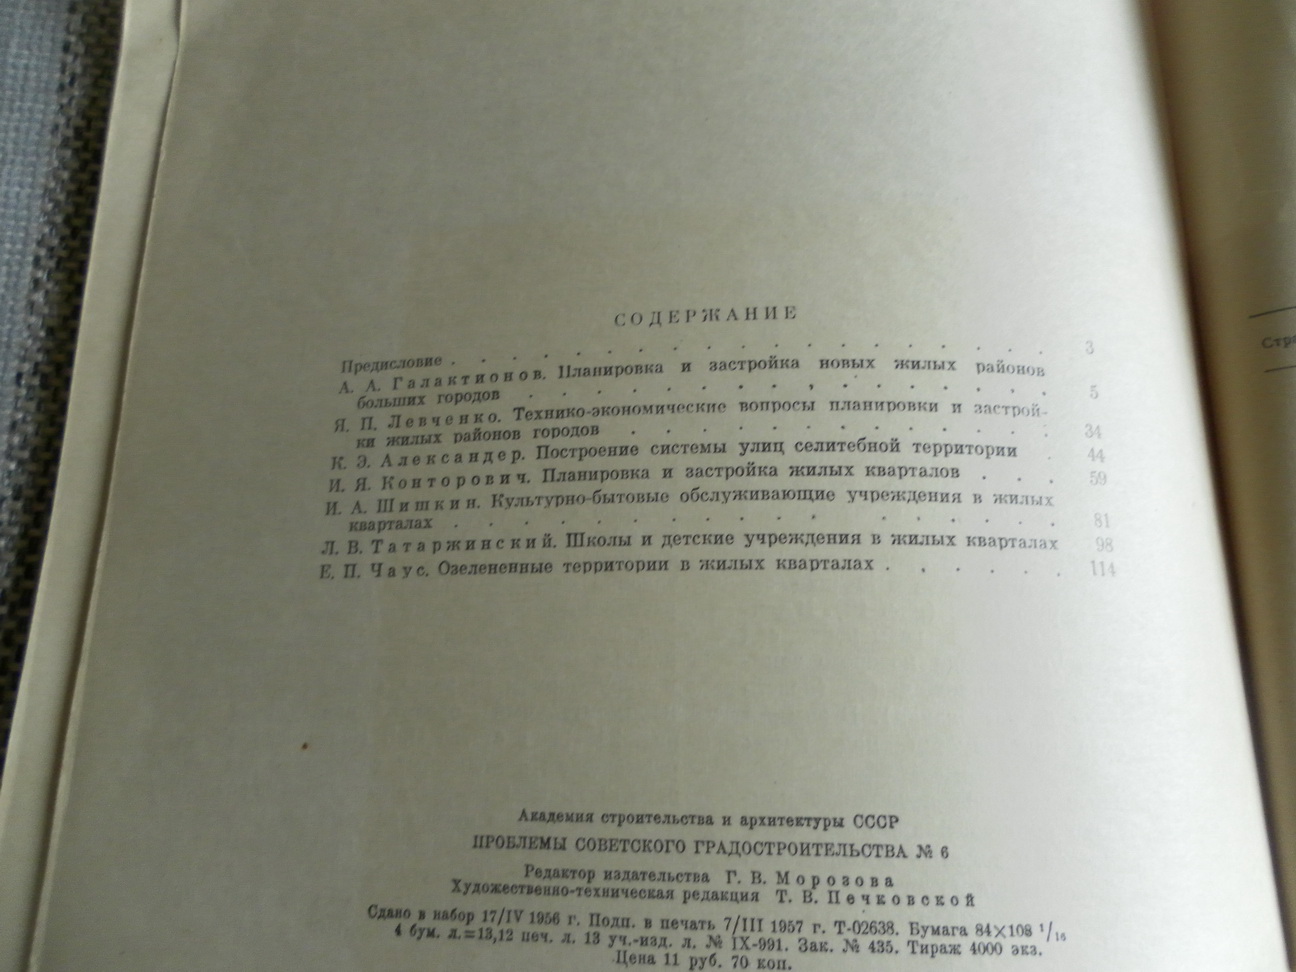 СОДЕРЖАНИЕ
Предисловие . . . . . . . . . . . . . . . . . . . 3
А. А. Галактионов. Планировка и застройка новых жилых районов
больших городов . . . . . . . . . . . . . . . . . 5
Я. П. Левченко. Технико-экономические вопросы планировки и застрой-
ки жилых районов городов . . . . . . . . . . . . 34
К. Э. Александер. Построение системы улиц селитебной территории . 44
И. Я. Конторович. Планировка и застройка жилых кварталов . . . 59
И. А. Шишкин. Культурно-бытовые обслуживающие учреждения в жилых
кварталах . . . . . . . . . . . . . . . . . . 81
Л. В. Татаржинский. Школы и детские учреждения в жилых кварталах 98
Е. П. Чаус. Озелененные территории в жилых кварталах . . . . . . 114
Академия строительства и архитектуры СССР
ПРОБЛЕМЫ СОВЕТСКОГО ГРАДОСТРОИТЕЛЬСТВА № 6
Редактор издательства Г. В. Морозова
Художественно-техническая редакция Т. В. Печковской
Сдано в набор 17/IV 1956 г. Подп. в печать 7/III 1957 г. Т-02638. Бумага 84×108 1/16
4 бум. л.=13,12 печ. л. 13 уч.-изд. л. № IX-991. Зак. № 435. Тираж 4000 экз.
Цена 11 руб. 70 коп.